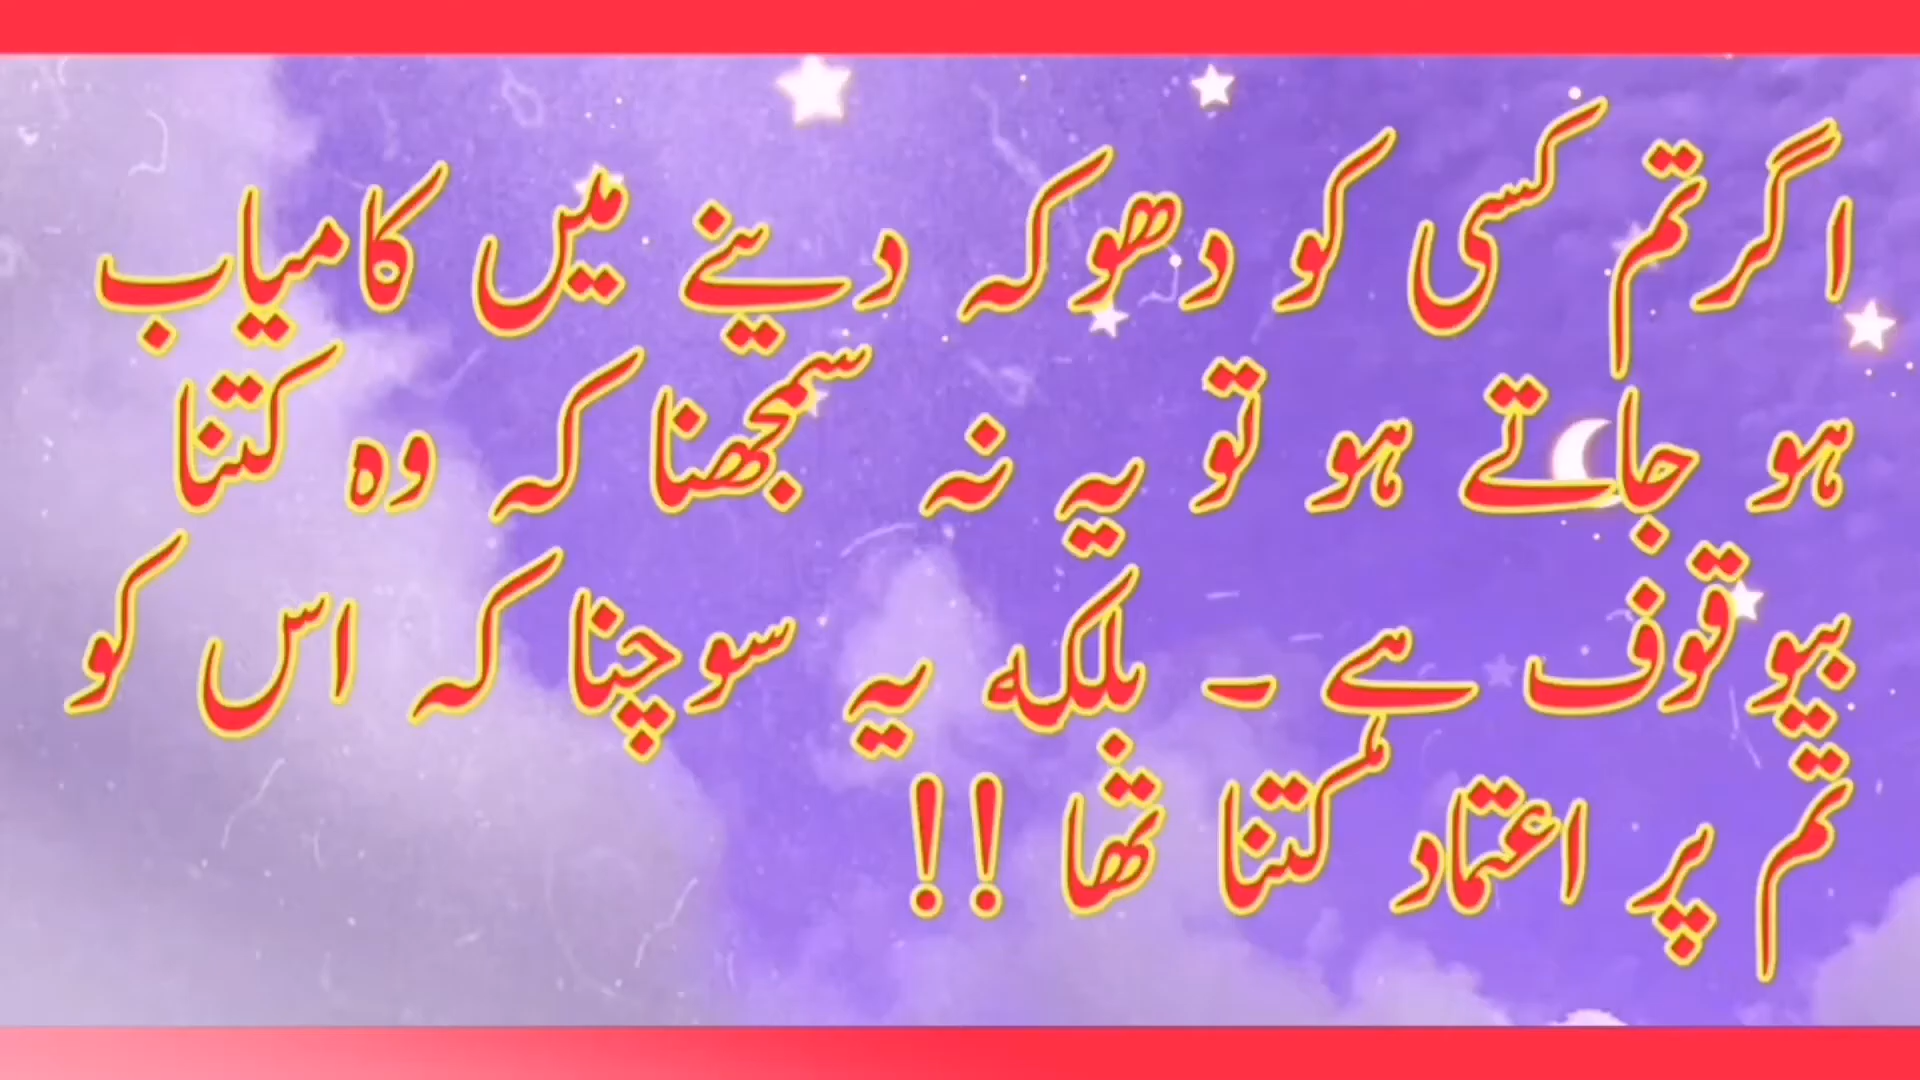 اگر تم کسی کو دھوکہ دینے میں کامیاب
ہو جاتے ہو تو یہ نہ سمجھنا کہ وہ کتنا
بیوقوف ہے ۔ بلکہ یہ سوچنا کہ اس کو
تم پر اعتماد کتنا تھا !!